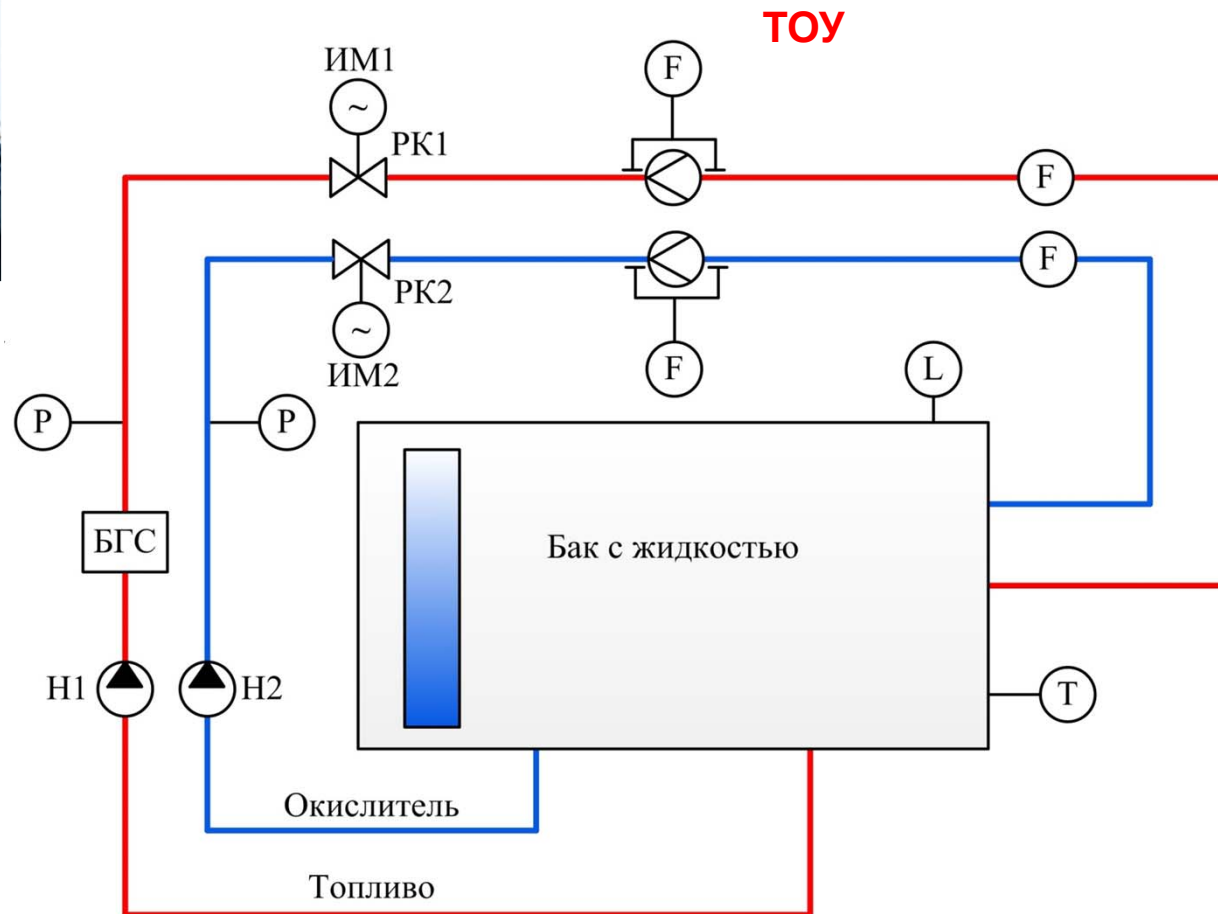 ТОУ
ИМ1
F
~
РК1
F
F
РК2
~
ИМ2
F
L
P
P
БГС
Бак с жидкостью
Н1
Н2
T
Окислитель
Топливо